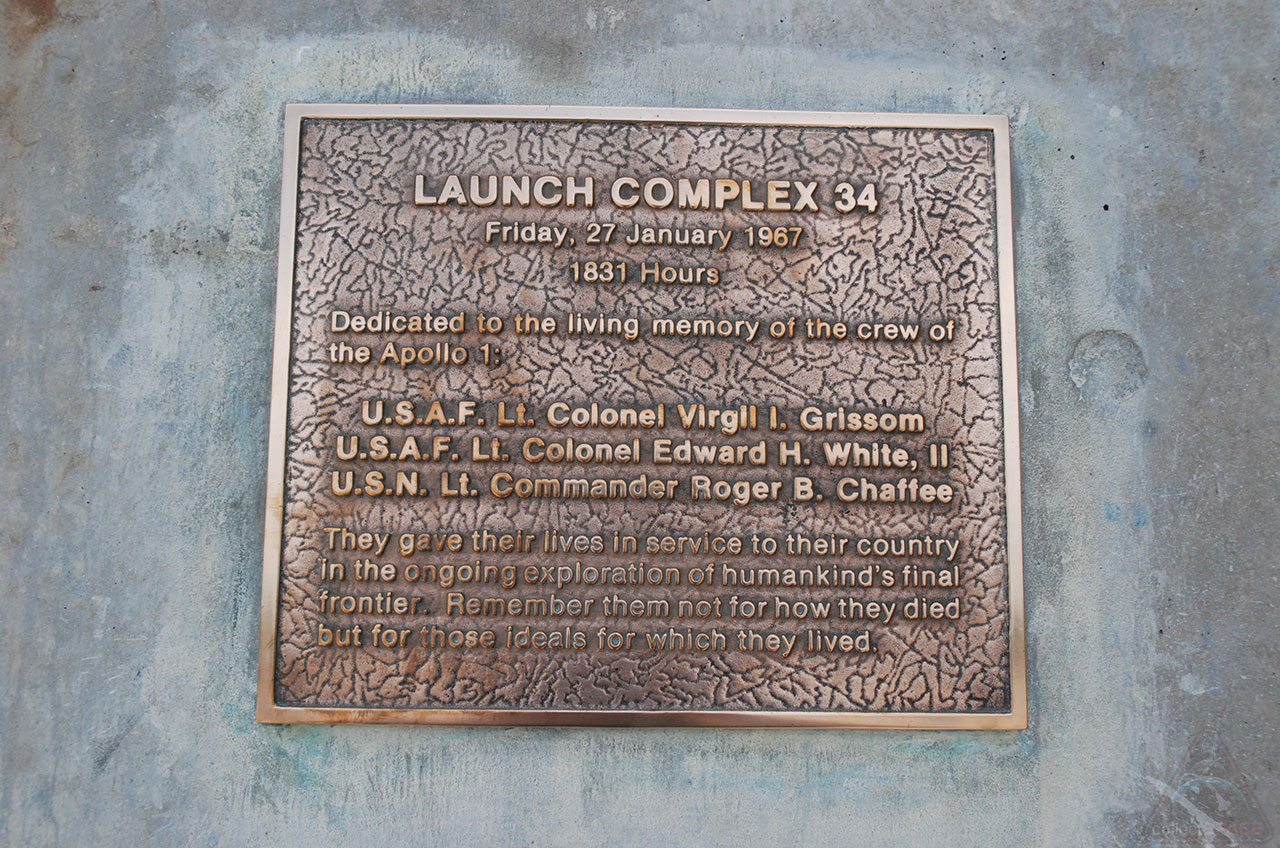 LAUNCH COMPLEX 34
Friday, 27 January 1967
1831 Hours
Dedicated to the living memory of the crew of
the Apollo 1:
U.S.A.F. Lt. Colonel Virgil I. Grissom
U.S.A.F. Lt. Colonel Edward H. White, II
U.S.N. Lt. Commander Roger B. Chaffee
They gave their lives in service to their country
in the ongoing exploration of humankind's final
frontier. Remember them not for how they died
but for those ideals for which they lived.
collectSPACE